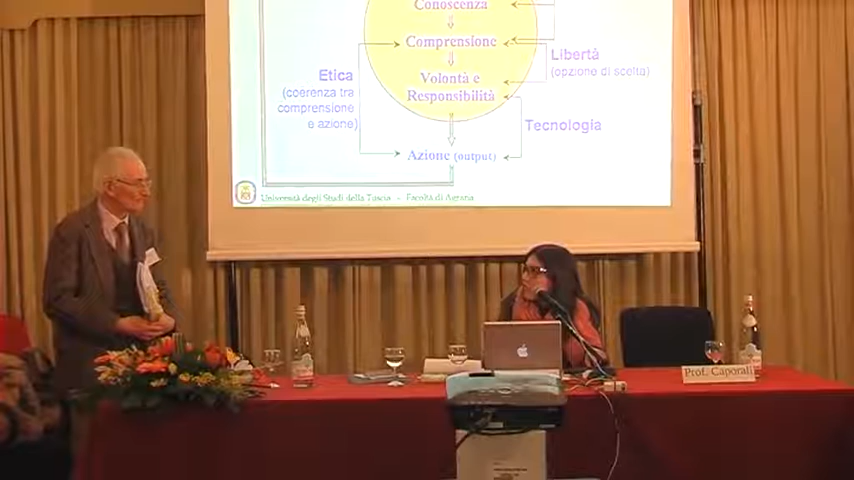 Conoscenza
Comprensione
Libertà
(opzione di scelta)
Etica
(coerenza tra
comprensione
e azione)
Volontà e
Responsibilità
Tecnologia
Azione (output)
Università degli Studi della Tuscia - Facoltà di Agraria
Prof. Caporali